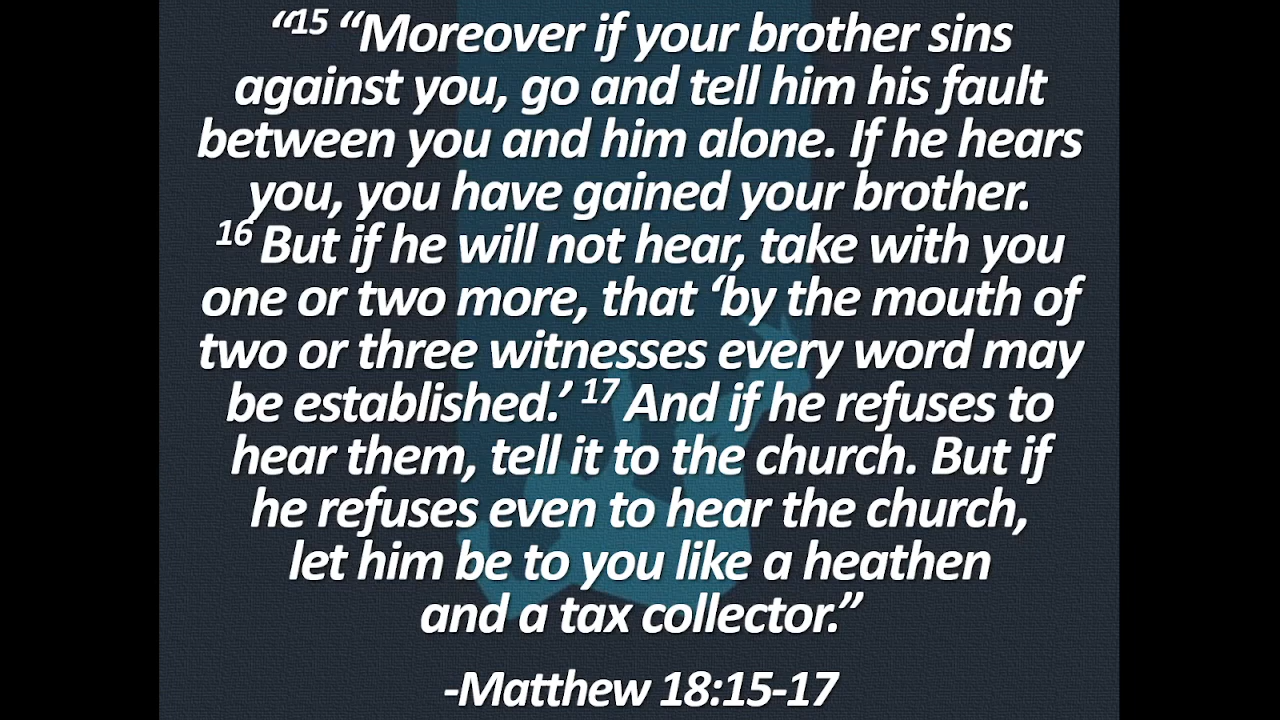 “15 “Moreover if your brother sins
against you, go and tell him his fault
between you and him alone. If he hears
you, you have gained your brother.
16 But if he will not hear, take with you
one or two more, that ‘by the mouth of
two or three witnesses every word may
be established.’ 17 And if he refuses to
hear them, tell it to the church. But if
he refuses even to hear the church,
let him be to you like a heathen
and a tax collector.”
-Matthew 18:15-17